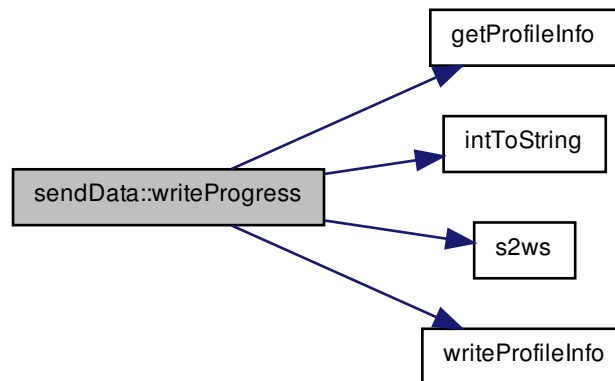 getProfileInfo
intToString
sendData::writeProgress
s2ws
writeProfileInfo